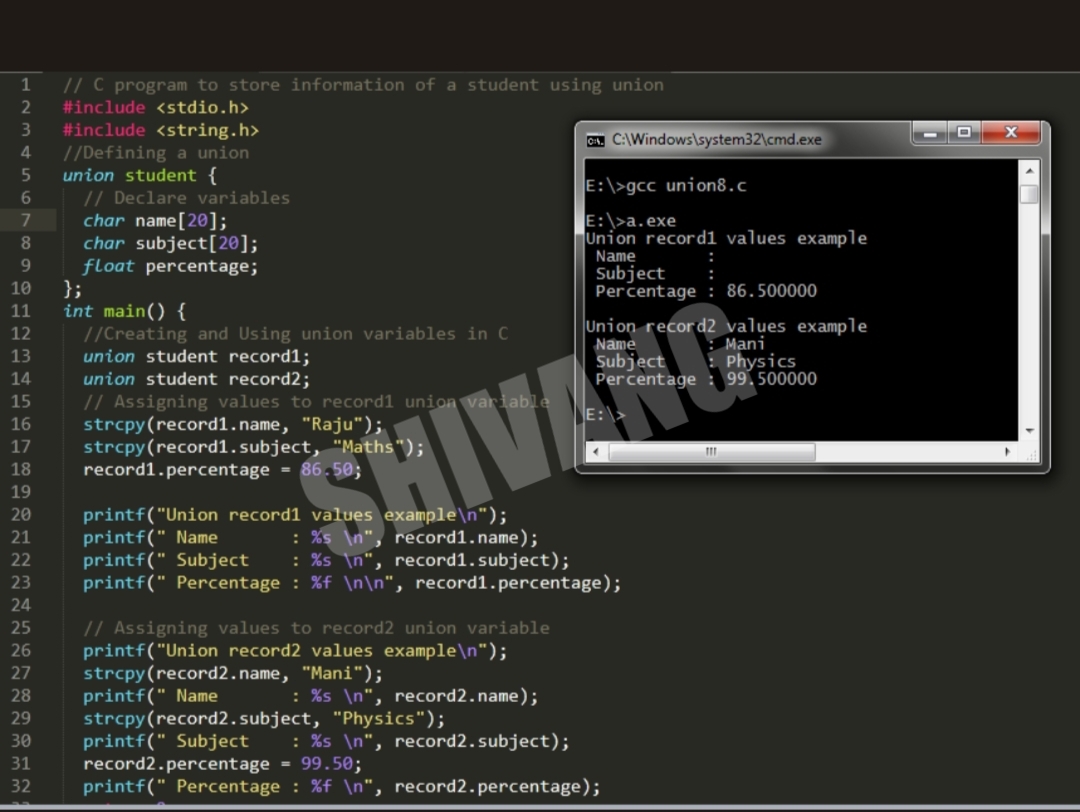 1 // C program to store information of a student using union
2 #include <stdio.h>
3 #include <string.h>
4 //Defining a union
5 union student {
6   // Declare variables
7   char name[20];
8   char subject[20];
9   float percentage;
10 };
11 int main() {
12   //Creating and Using union variables in C
13   union student record1;
14   union student record2;
15   // Assigning values to record1 union variable
16   strcpy(record1.name, "Raju");
17   strcpy(record1.subject, "Maths");
18   record1.percentage = 86.50;
19
20   printf("Union record1 values example\n");
21   printf(" Name       : %s \n", record1.name);
22   printf(" Subject    : %s \n", record1.subject);
23   printf(" Percentage : %f \n\n", record1.percentage);
24
25   // Assigning values to record2 union variable
26   printf("Union record2 values example\n");
27   strcpy(record2.name, "Mani");
28   printf(" Name       : %s \n", record2.name);
29   strcpy(record2.subject, "Physics");
30   printf(" Subject    : %s \n", record2.subject);
31   record2.percentage = 99.50;
32   printf(" Percentage : %f \n", record2.percentage);
C:\Windows\system32\cmd.exe
E:\>gcc union8.c
E:\>a.exe
Union record1 values example
 Name       :
 Subject    :
 Percentage : 86.500000
Union record2 values example
 Name       : Mani
 Subject    : Physics
 Percentage : 99.500000
E:\>
SHIVANG